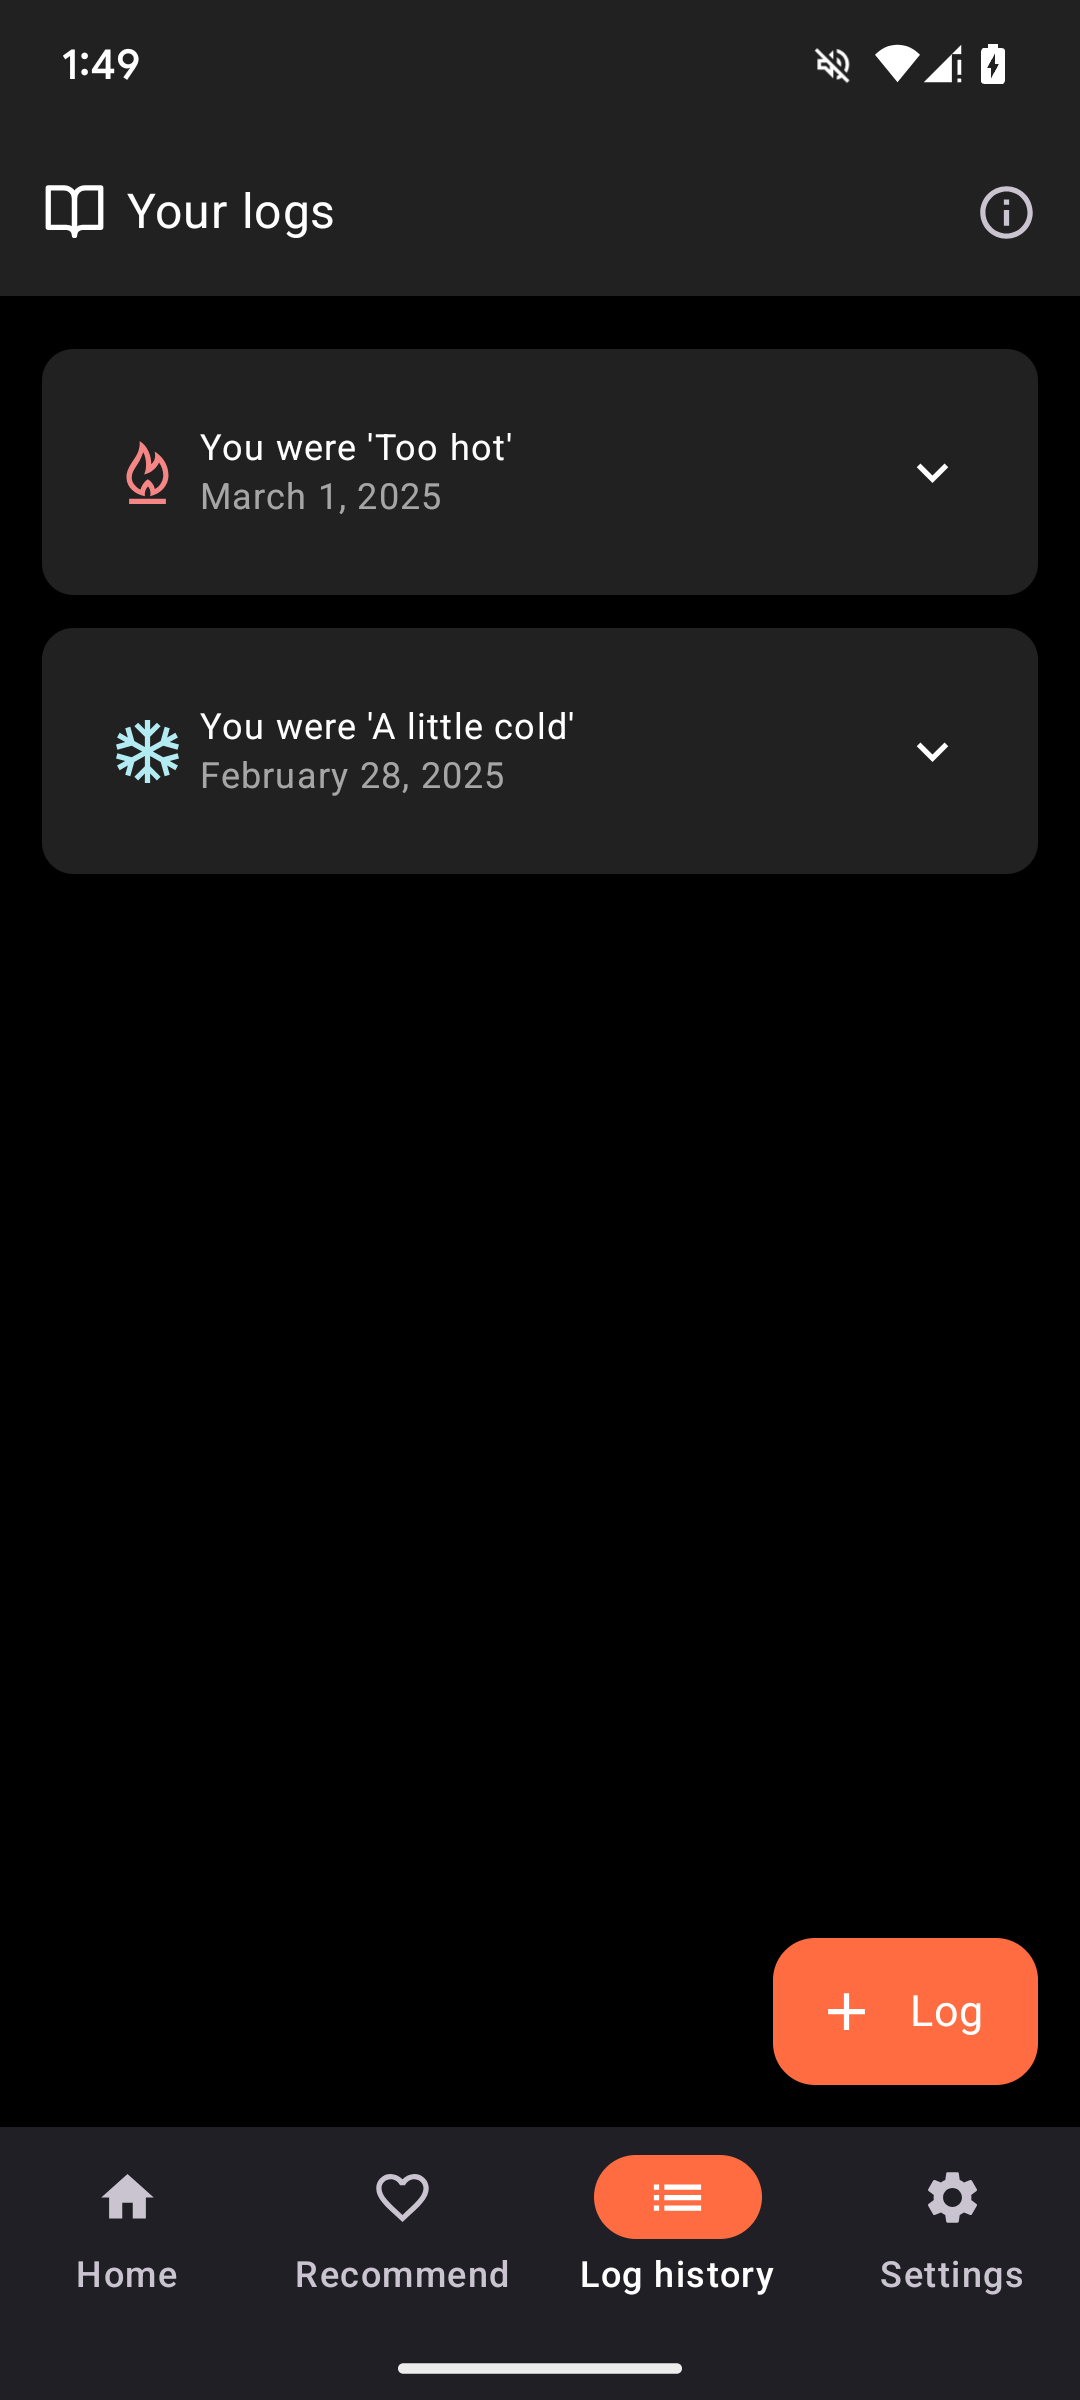 1:49
Your logs
You were 'Too hot'
March 1, 2025
You were 'A little cold'
February 28, 2025
Log
Home
Recommend
Log history
Settings